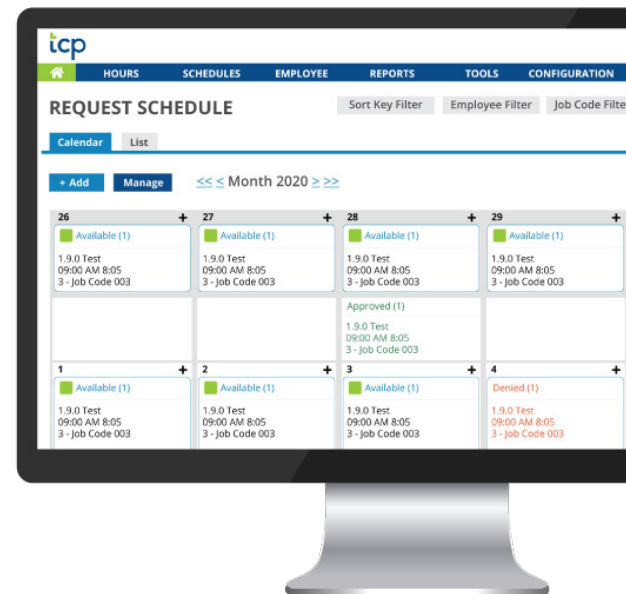 tcp
HOURS SCHEDULES EMPLOYEE REPORTS TOOLS CONFIGURATION
REQUEST SCHEDULE Sort Key Filter Employee Filter Job Code Filte
Calendar List
+ Add Manage << < Month 2020 > >>
26 + 27 + 28 + 29 +
Available (1) Available (1) Available (1) Available (1)
1.9.0 Test 1.9.0 Test 1.9.0 Test 1.9.0 Test
09:00 AM 8:05 09:00 AM 8:05 09:00 AM 8:05 09:00 AM 8:05
3 - Job Code 003 3 - Job Code 003 3 - Job Code 003 3 - Job Code 003
Approved (1)
1.9.0 Test
09:00 AM 8:05
3 - Job Code 003
1 + 2 + 3 + 4 +
Available (1) Available (1) Available (1) Denied (1)
1.9.0 Test 1.9.0 Test 1.9.0 Test 1.9.0 Test
09:00 AM 8:05 09:00 AM 8:05 09:00 AM 8:05 09:00 AM 8:05
3 - Job Code 003 3 - Job Code 003 3 - Job Code 003 3 - Job Code 003